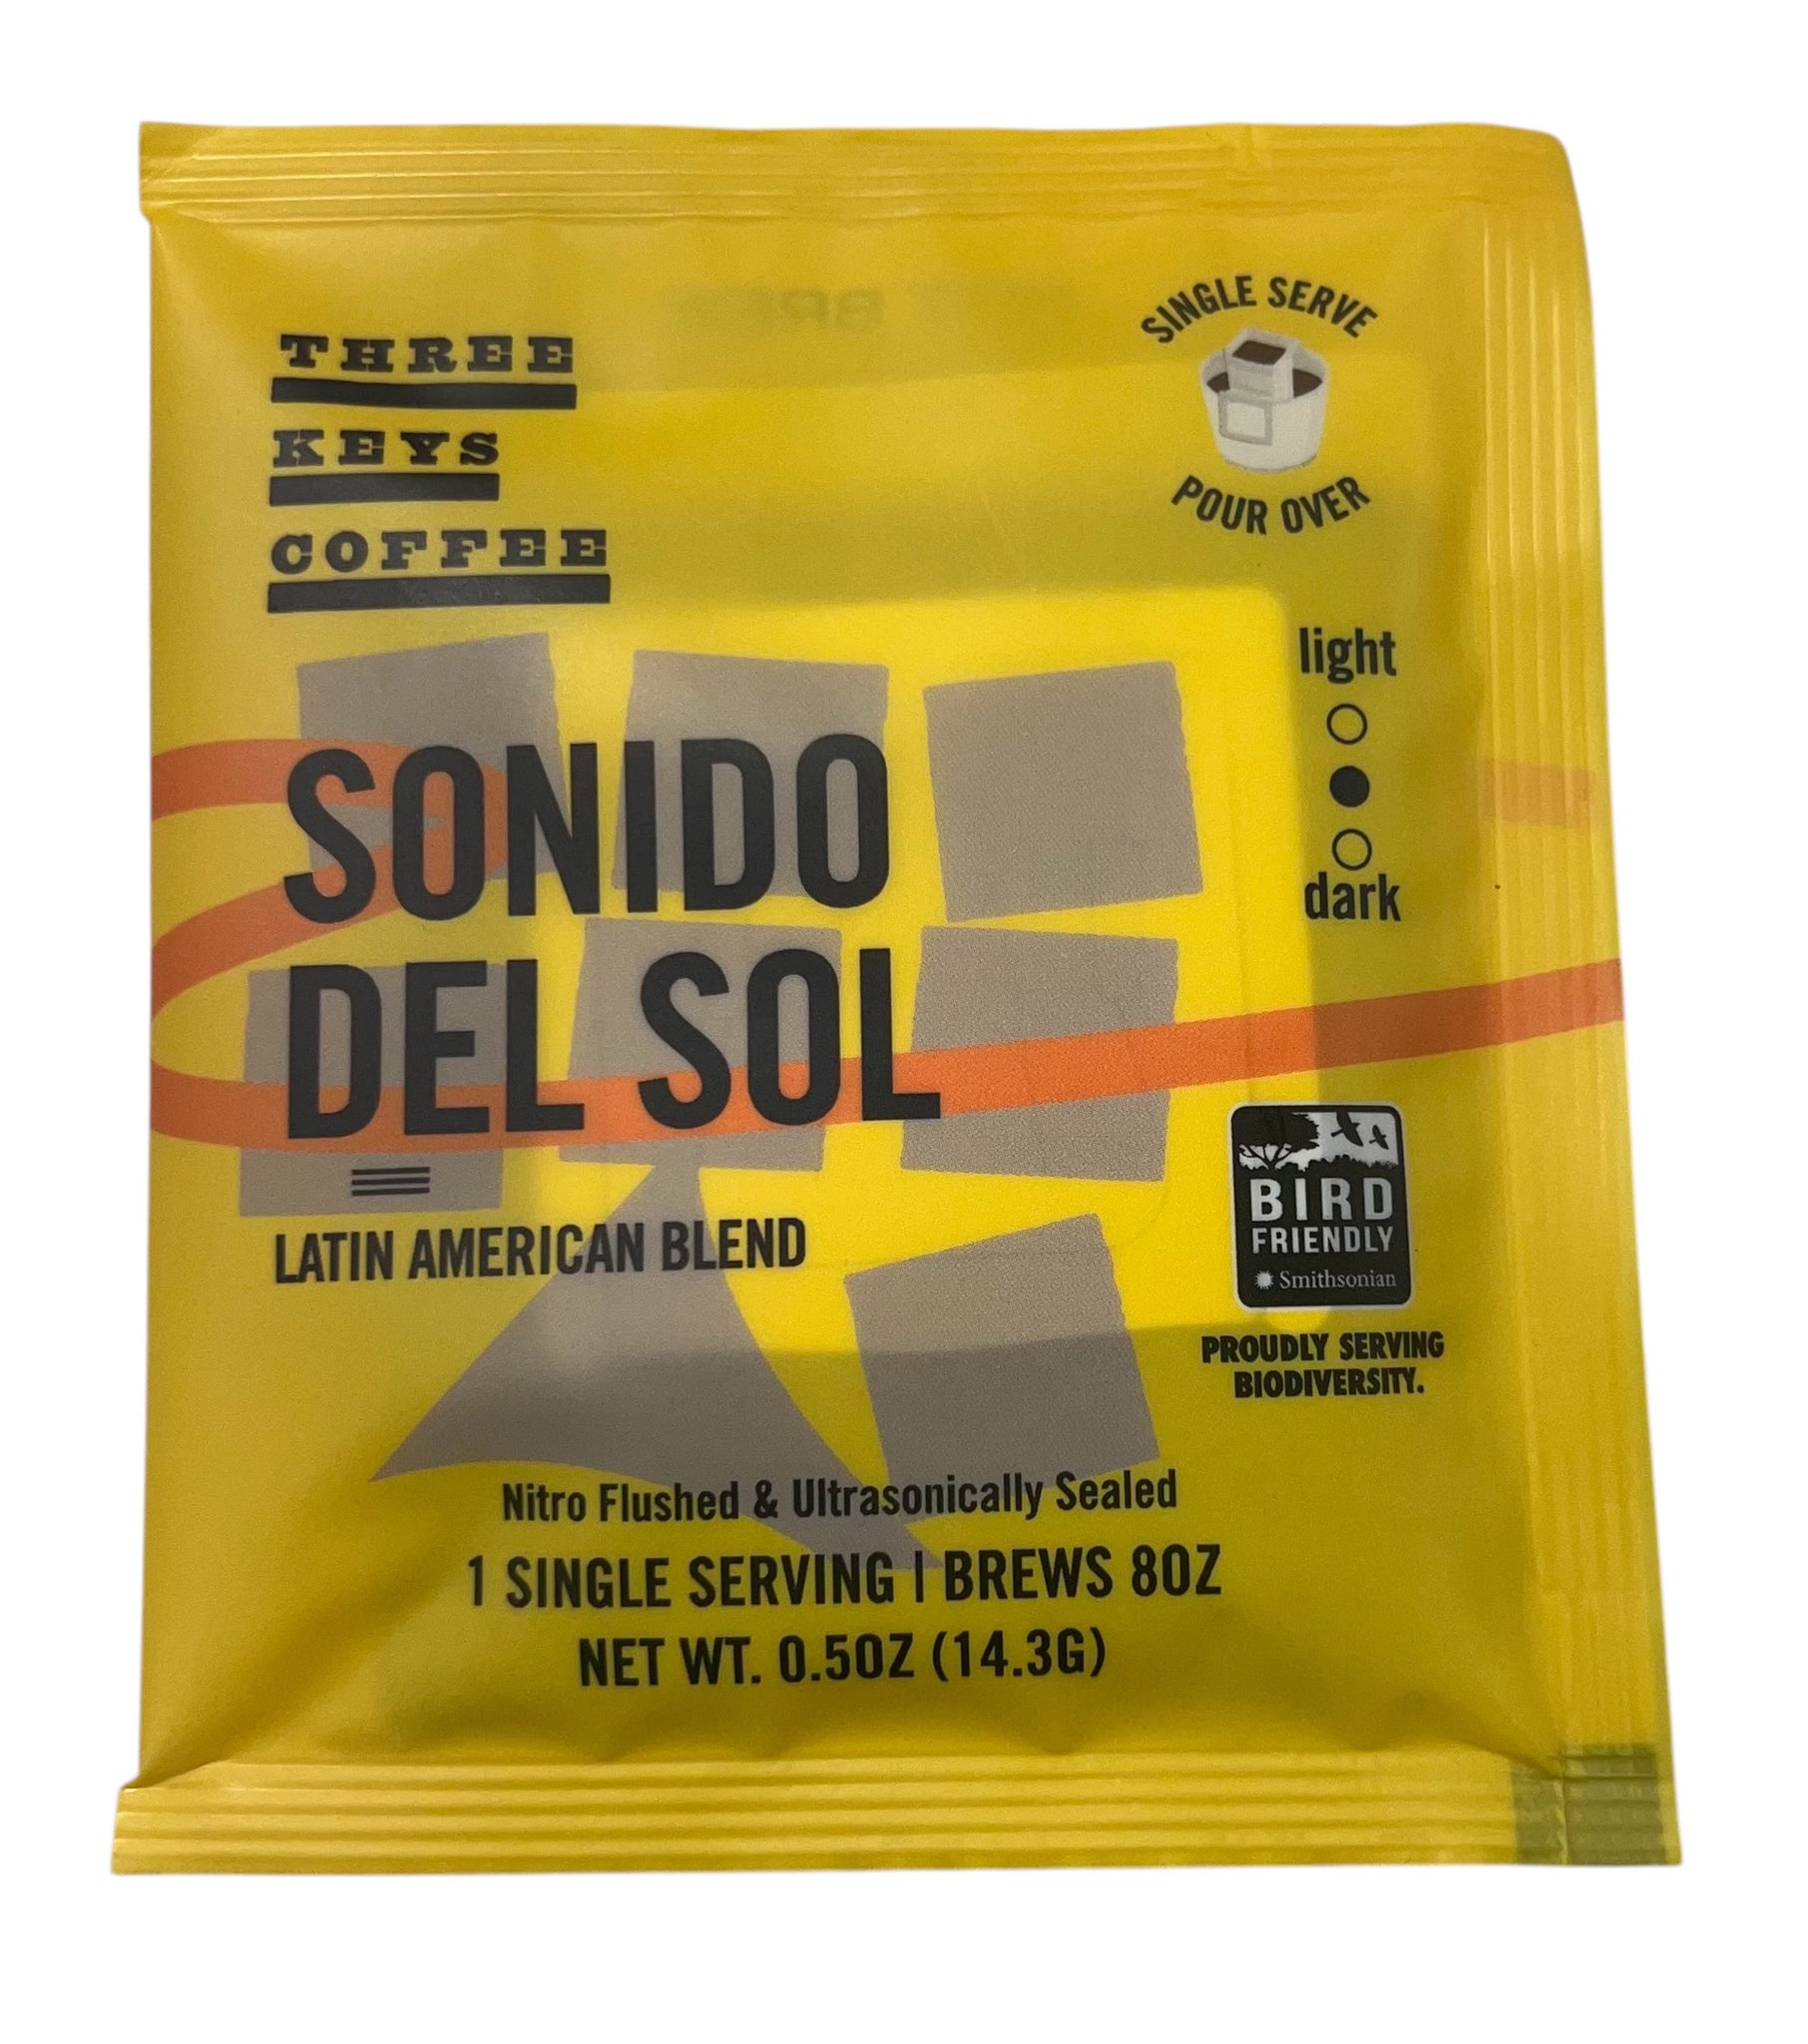 THREE
KEYS
COFFEE
SINGLE SERVE
POUR OVER
light
dark
SONIDO
DEL SOL
LATIN AMERICAN BLEND
BIRD
FRIENDLY
Smithsonian
PROUDLY SERVING
BIODIVERSITY.
Nitro Flushed & Ultrasonically Sealed
1 SINGLE SERVING | BREWS 8OZ
NET WT. 0.5OZ (14.3G)